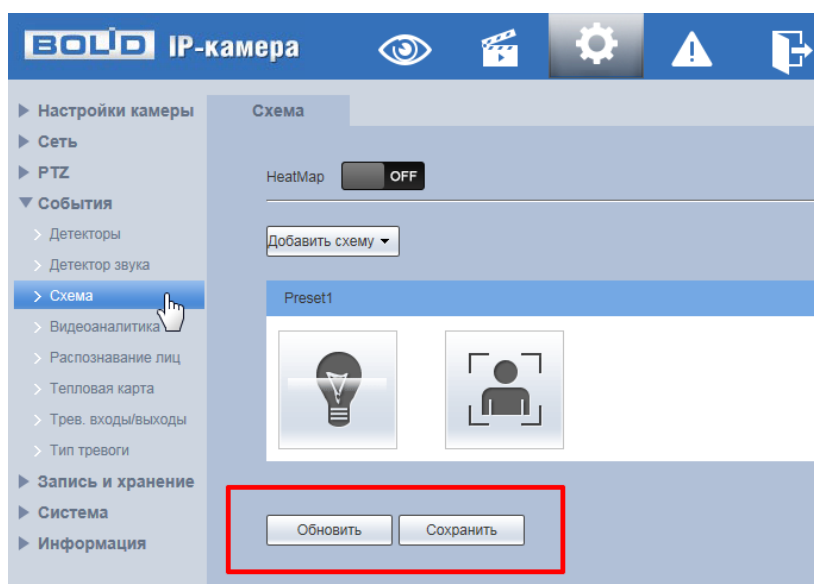 BOLID IP-камера
Настройки камеры
Сеть
PTZ
События
Детекторы
Детектор звука
Схема
Видеоаналитика
Распознавание лиц
Тепловая карта
Трев. входы/выходы
Тип тревоги
Запись и хранение
Система
Информация
Схема
HeatMap OFF
Добавить схему
Preset1
Обновить Сохранить